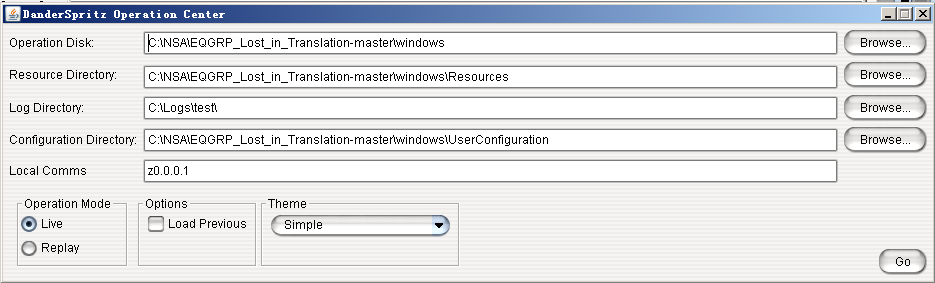 DanderSpritz Operation Center
Operation Disk: C:\NSA\EQGRP_Lost_in_Translation-master\windows Browse...
Resource Directory: C:\NSA\EQGRP_Lost_in_Translation-master\windows\Resources Browse...
Log Directory: C:\Logs\test\ Browse...
Configuration Directory: C:\NSA\EQGRP_Lost_in_Translation-master\windows\UserConfiguration Browse...
Local Comms z0.0.0.1
Operation Mode Options Theme
Live Load Previous Simple
Replay
Go